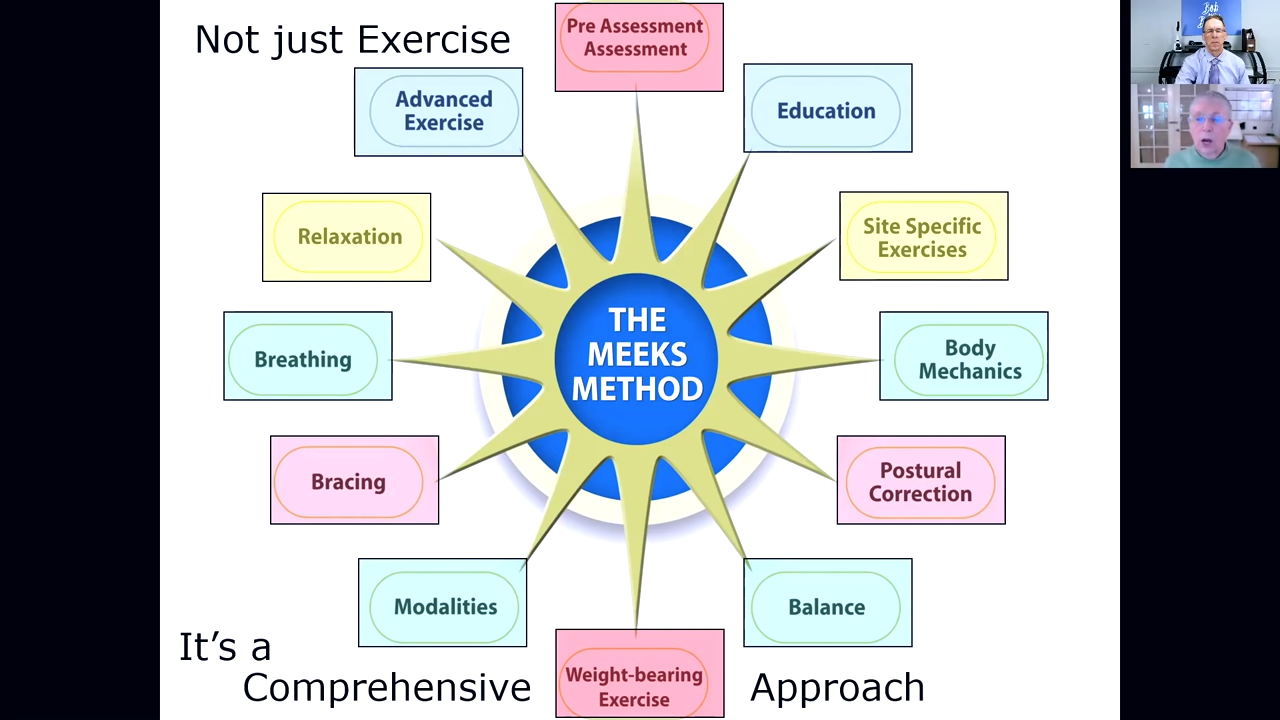 Not just Exercise
Pre Assessment
Assessment
Advanced
Exercise
Education
Relaxation
Site Specific
Exercises
Breathing
THE
MEEKS
METHOD
Body
Mechanics
Bracing
Postural
Correction
Modalities
Balance
It's a
Comprehensive
Weight-bearing
Exercise
Approach
Bob